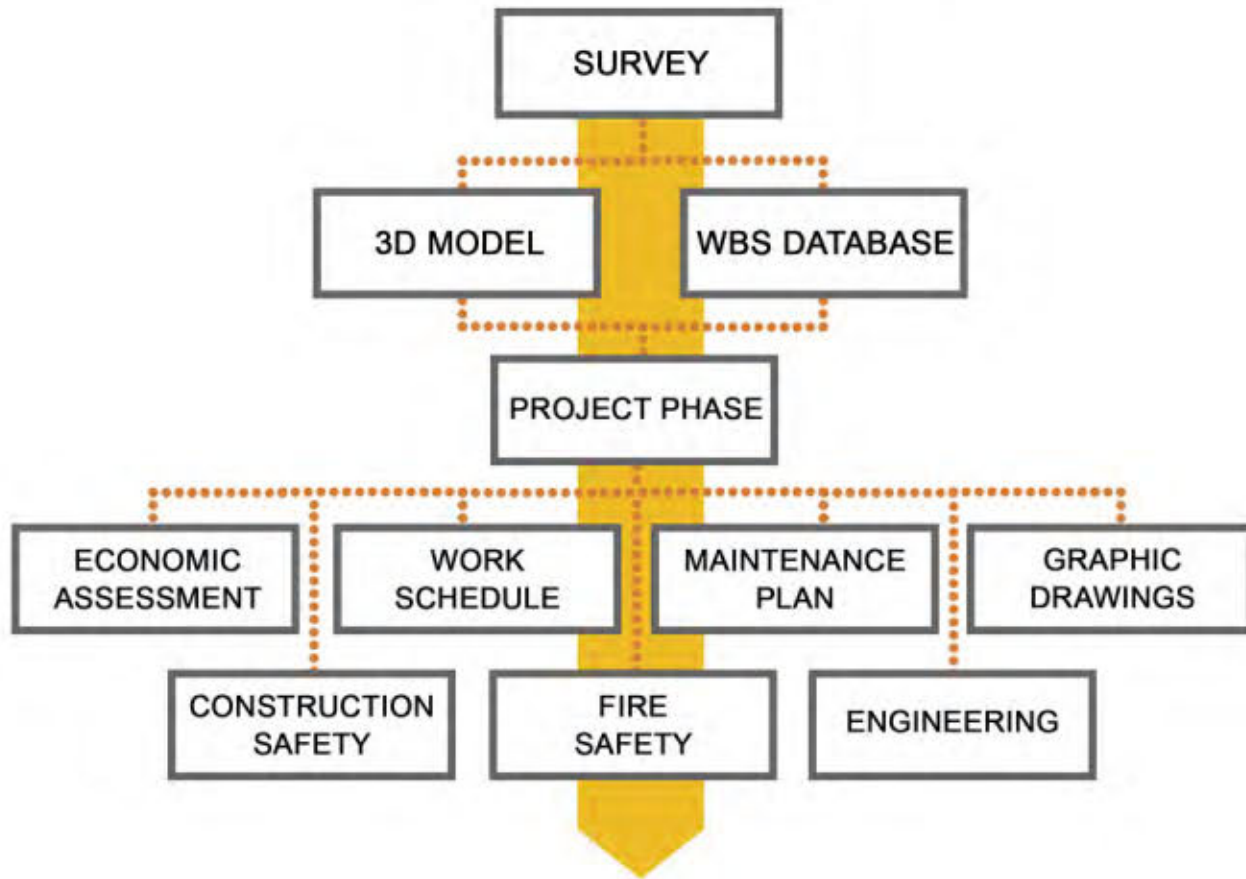 SURVEY
3D MODEL
WBS DATABASE
PROJECT PHASE
ECONOMIC
ASSESSMENT
WORK
SCHEDULE
MAINTENANCE
PLAN
GRAPHIC
DRAWINGS
CONSTRUCTION
SAFETY
FIRE
SAFETY
ENGINEERING